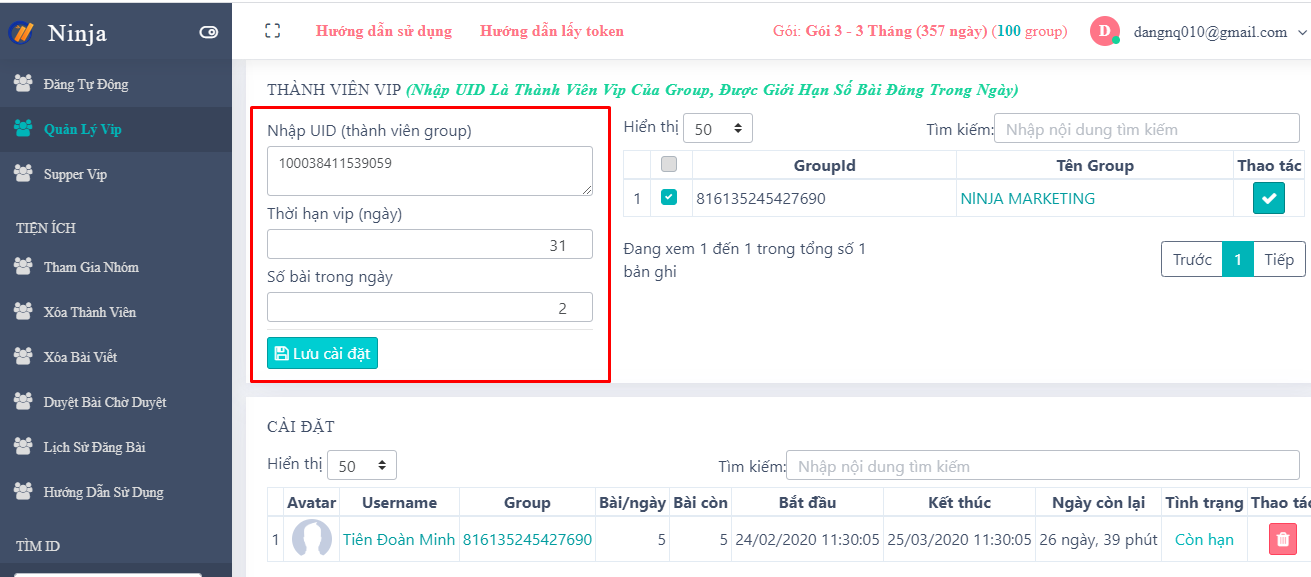 Ninja
Hướng dẫn sử dụng Hướng dẫn lấy token Gói: Gói 3 - 3 Tháng (357 ngày) (100 group) D dangnq010@gmail.com
Đăng Tự Động
Quản Lý Vip
Supper Vip
TIỆN ÍCH
Tham Gia Nhóm
Xóa Thành Viên
Xóa Bài Viết
Duyệt Bài Chờ Duyệt
Lịch Sử Đăng Bài
Hướng Dẫn Sử Dụng
TÌM ID
THÀNH VIÊN VIP (Nhập UID Là Thành Viên Vip Của Group, Được Giới Hạn Số Bài Đăng Trong Ngày)
Nhập UID (thành viên group)
100038411539059
Thời hạn vip (ngày)
31
Số bài trong ngày
2
Lưu cài đặt
Hiển thị 50 Tìm kiếm: Nhập nội dung tìm kiếm
GroupId Tên Group Thao tác
1 816135245427690 NINJA MARKETING
Đang xem 1 đến 1 trong tổng số 1
bản ghi
Trước 1 Tiếp
CÀI ĐẶT
Hiển thị 50 Tìm kiếm: Nhập nội dung tìm kiếm
Avatar Username Group Bài/ngày Bài còn Bắt đầu Kết thúc Ngày còn lại Tình trạng Thao tác
1 Tiên Đoàn Minh 816135245427690 5 5 24/02/2020 11:30:05 25/03/2020 11:30:05 26 ngày, 39 phút Còn hạn